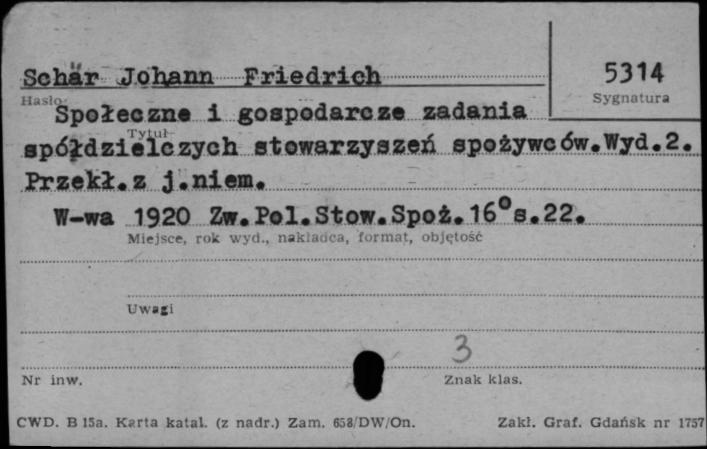 Schär Johann Friedrich
5314
Hasło
Sygnatura
Społeczne i gospodarcze zadania
Tytuł
spółdzielczych stowarzyszeń spożywców.Wyd.2.
Przekł.z j.niem.
W-wa 1920 Zw.Pol.Stow.Spoż.16°s.22.
Miejsce, rok wyd., nakładca, format, objętość
Uwagi
3
Nr inw.
Znak klas.
CWD. B 15a. Karta katal. (z nadr.) Zam. 658/DW/On.
Zakł. Graf. Gdańsk nr 1757